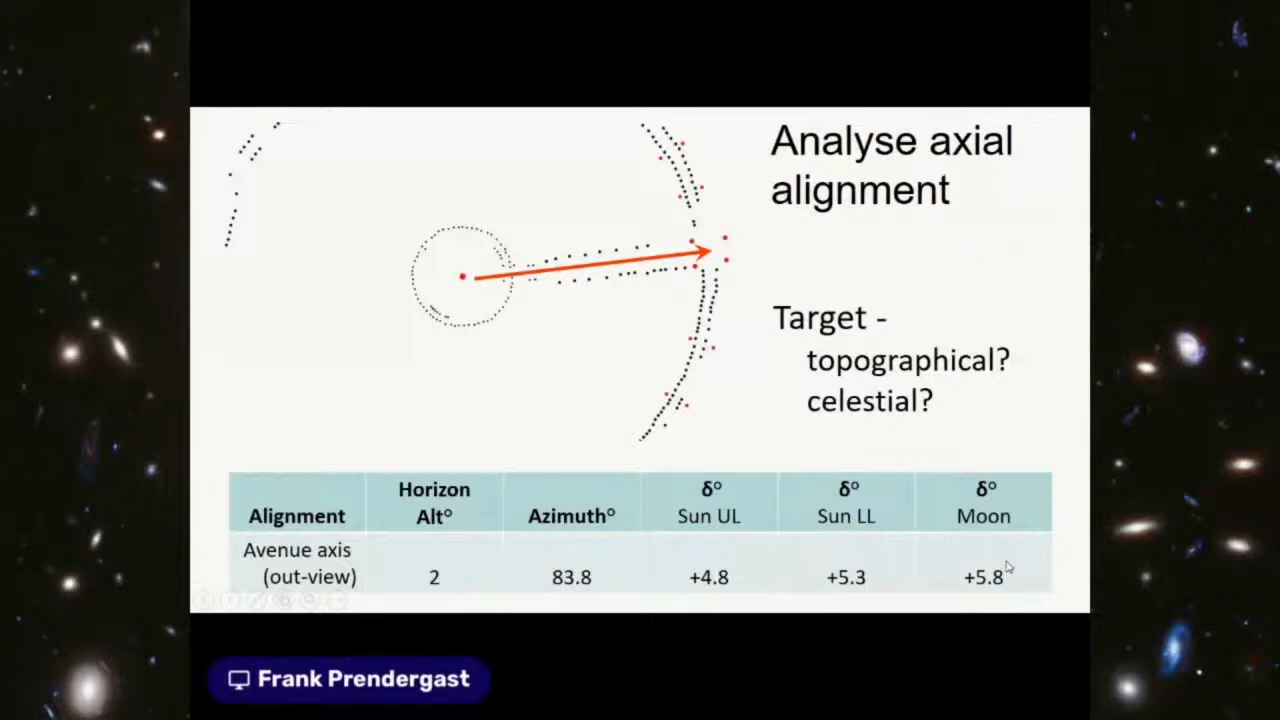 Analyse axial
alignment
Target -
topographical?
celestial?
Alignment Horizon Alt° Azimuth° δ° Sun UL δ° Sun LL δ° Moon
Avenue axis (out-view) 2 83.8 +4.8 +5.3 +5.8
Frank Prendergast